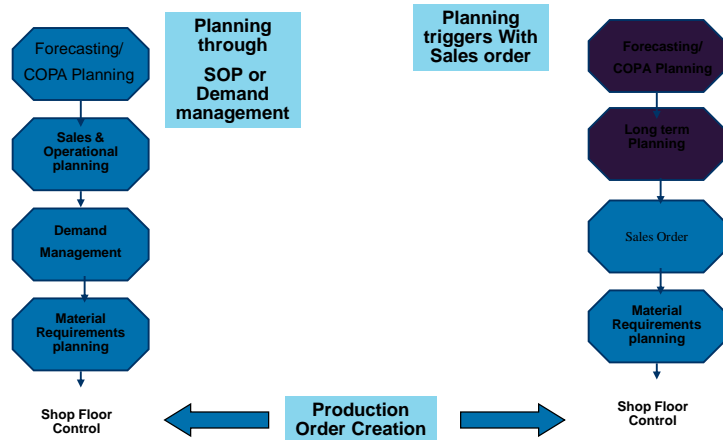 Forecasting/
COPA Planning
Sales &
Operational
planning
Demand
Management
Material
Requirements
planning
Shop Floor
Control
Planning
through
SOP or
Demand
management
Planning
triggers With
Sales order
Forecasting/
COPA Planning
Long term
Planning
Sales Order
Material
Requirements
planning
Shop Floor
Control
Production
Order Creation